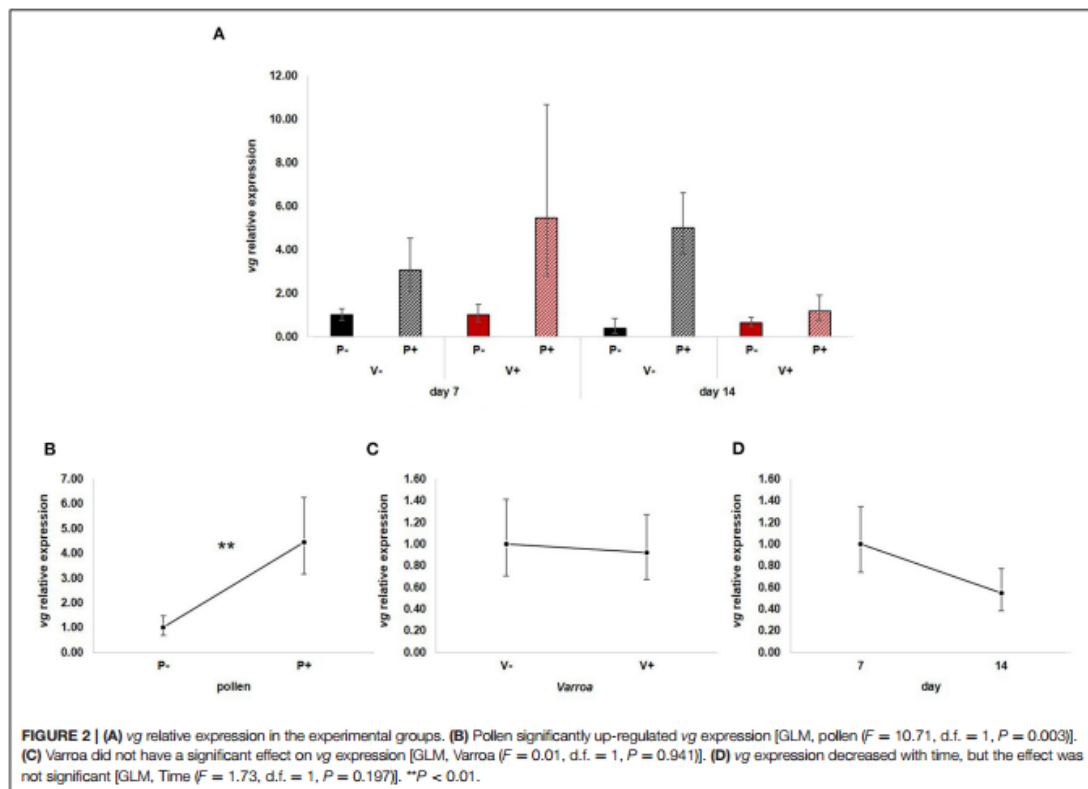 A
12.00
10.00
8.00
6.00
4.00
2.00
0.00
vg relative expression
P- P+ P- P+ P- P+ P- P+
V- V+ V- V+
day 7 day 14
B
7.00
6.00
5.00
4.00
3.00
2.00
1.00
0.00
vg relative expression
**
P- P+
pollen
C
1.60
1.40
1.20
1.00
0.80
0.60
0.40
0.20
0.00
vg relative expression
V- V+
Varroa
D
1.60
1.40
1.20
1.00
0.80
0.60
0.40
0.20
0.00
vg relative expression
7 14
day
FIGURE 2 | (A) vg relative expression in the experimental groups. (B) Pollen significantly up-regulated vg expression [GLM, pollen (F = 10.71, d.f. = 1, P = 0.003)].
(C) Varroa did not have a significant effect on vg expression [GLM, Varroa (F = 0.01, d.f. = 1, P = 0.941)]. (D) vg expression decreased with time, but the effect was
not significant [GLM, Time (F = 1.73, d.f. = 1, P = 0.197)]. **P < 0.01.